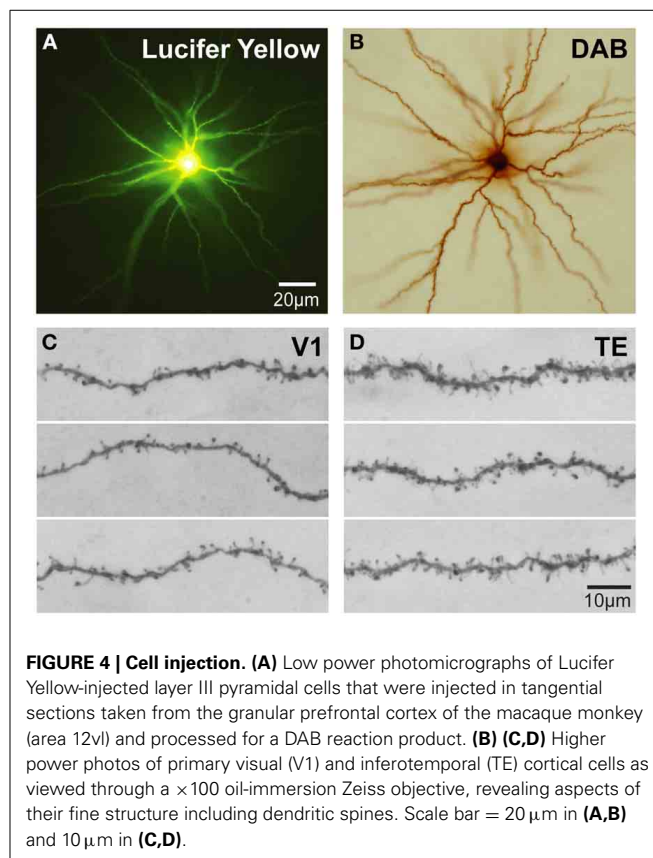 A
Lucifer Yellow
B
DAB
20µm
C
V1
D
TE
10µm
FIGURE 4 | Cell injection. (A) Low power photomicrographs of Lucifer
Yellow-injected layer III pyramidal cells that were injected in tangential
sections taken from the granular prefrontal cortex of the macaque monkey
(area 12vl) and processed for a DAB reaction product. (B) (C,D) Higher
power photos of primary visual (V1) and inferotemporal (TE) cortical cells as
viewed through a ×100 oil-immersion Zeiss objective, revealing aspects of
their fine structure including dendritic spines. Scale bar = 20 µm in (A,B)
and 10 µm in (C,D).